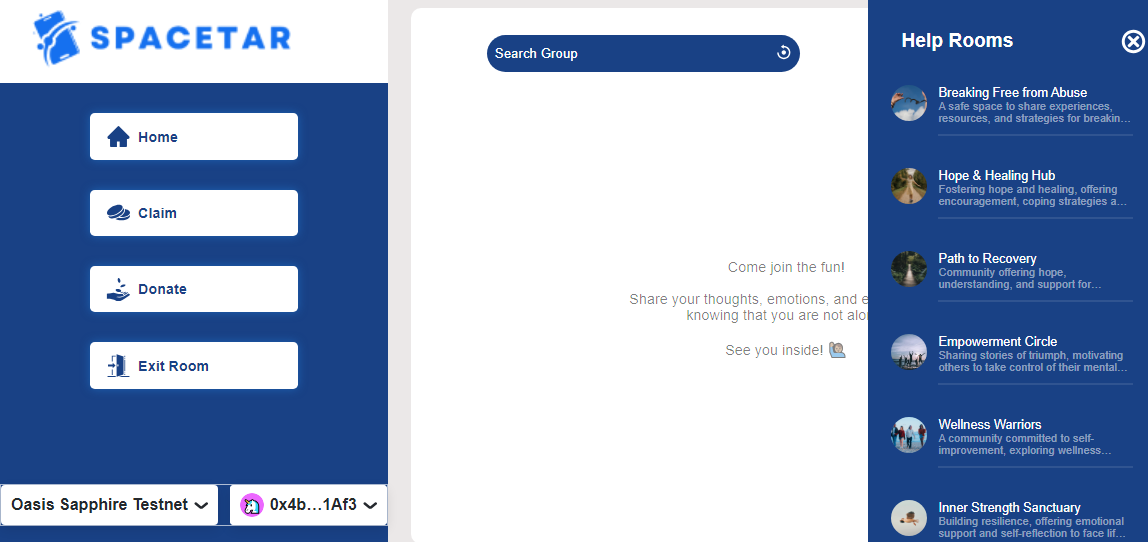 SPACETAR
Home
Claim
Donate
Exit Room
Oasis Sapphire Testnet
0x4b...1Af3
Search Group
Come join the fun!
Share your thoughts, emotions, and e
knowing that you are not alo
See you inside!
Help Rooms
Breaking Free from Abuse
A safe space to share experiences,
resources, and strategies for breakin...
Hope & Healing Hub
Fostering hope and healing, offering
encouragement, coping strategies a...
Path to Recovery
Community offering hope,
understanding, and support for...
Empowerment Circle
Sharing stories of triumph, motivating
others to take control of their mental...
Wellness Warriors
A community committed to self-
improvement, exploring wellness...
Inner Strength Sanctuary
Building resilience, offering emotional
support and self-reflection to face lif...